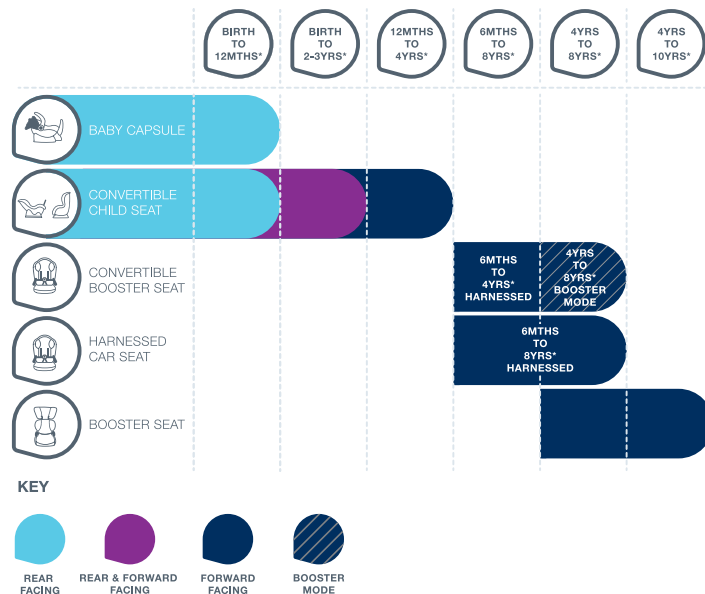 BIRTH
TO
12MTHS*
BIRTH
TO
2-3YRS*
12MTHS
TO
4YRS*
6MTHS
TO
8YRS*
4YRS
TO
8YRS*
4YRS
TO
10YRS*
BABY CAPSULE
CONVERTIBLE
CHILD SEAT
CONVERTIBLE
BOOSTER SEAT
6MTHS
TO
4YRS*
HARNESSED
4YRS
TO
8YRS*
BOOSTER
MODE
HARNESSED
CAR SEAT
6MTHS
TO
8YRS*
HARNESSED
BOOSTER SEAT
KEY
REAR
FACING
REAR & FORWARD
FACING
FORWARD
FACING
BOOSTER
MODE